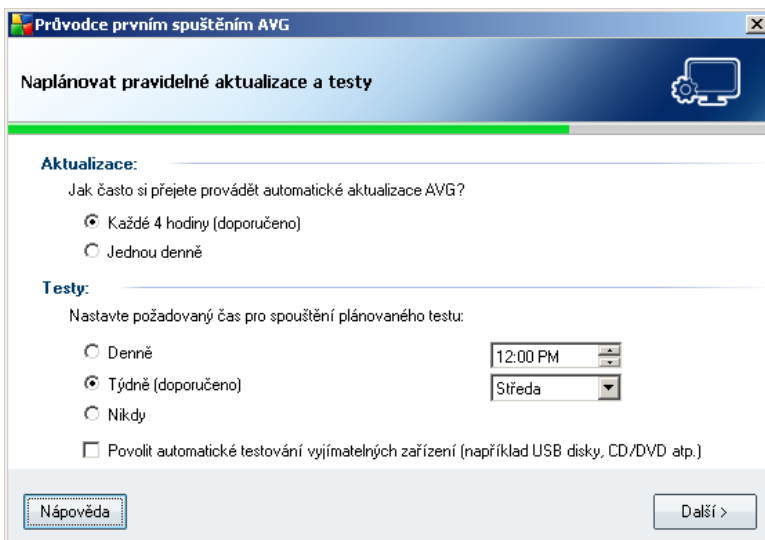 Průvodce prvním spuštěním AVG
Naplánovat pravidelné aktualizace a testy
Aktualizace:
Jak často si přejete provádět automatické aktualizace AVG?
Každé 4 hodiny (doporučeno)
Jednou denně
Testy:
Nastavte požadovaný čas pro spouštění plánovaného testu:
Denně
12:00 PM
Týdně (doporučeno)
Středa
Nikdy
Povolit automatické testování vyjímatelných zařízení (například USB disky, CD/DVD atp.)
Nápověda
Další >